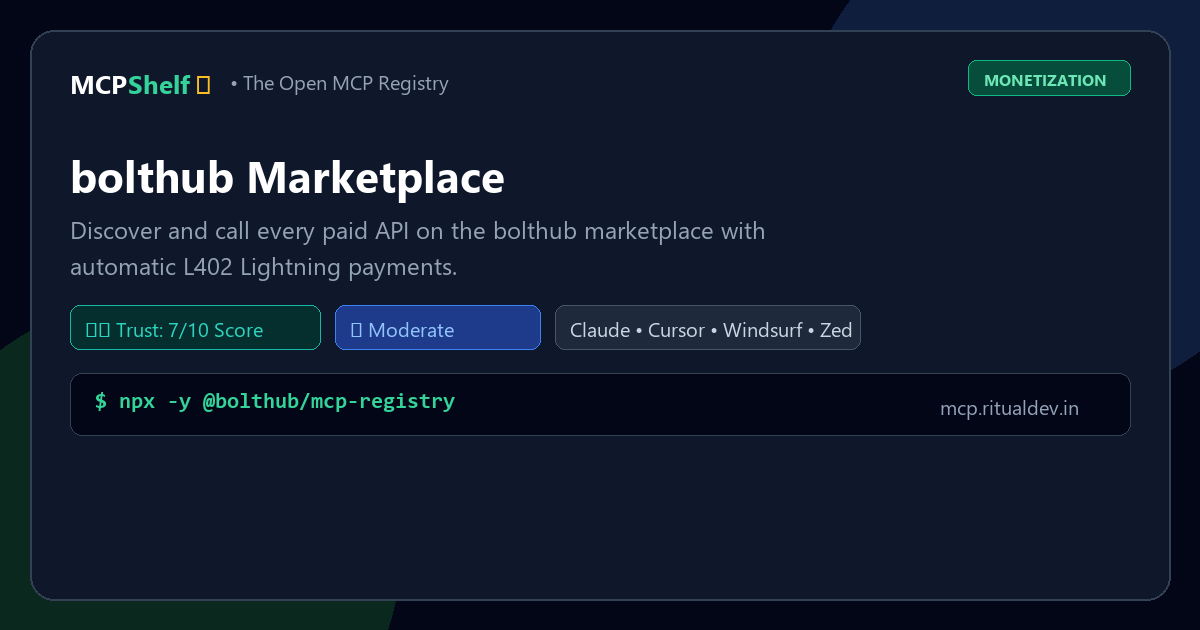 MCPShelf • The Open MCP Registry
MONETIZATION
bolthub Marketplace
Discover and call every paid API on the bolthub marketplace with
automatic L402 Lightning payments.
Trust: 7/10 Score
Moderate
Claude • Cursor • Windsurf • Zed
$ npx -y @bolthub/mcp-registry
mcp.ritualdev.in